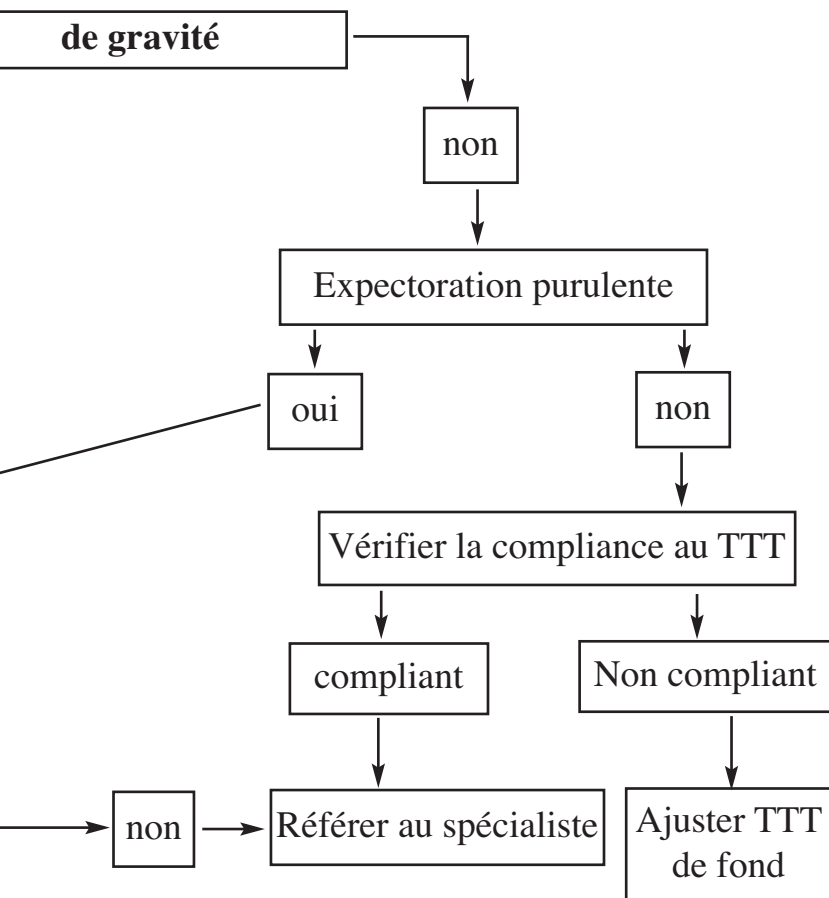 de gravité
non
Expectoration purulente
oui
non
Vérifier la compliance au TTT
compliant
Non compliant
non
Référer au spécialiste
Ajuster TTT
de fond